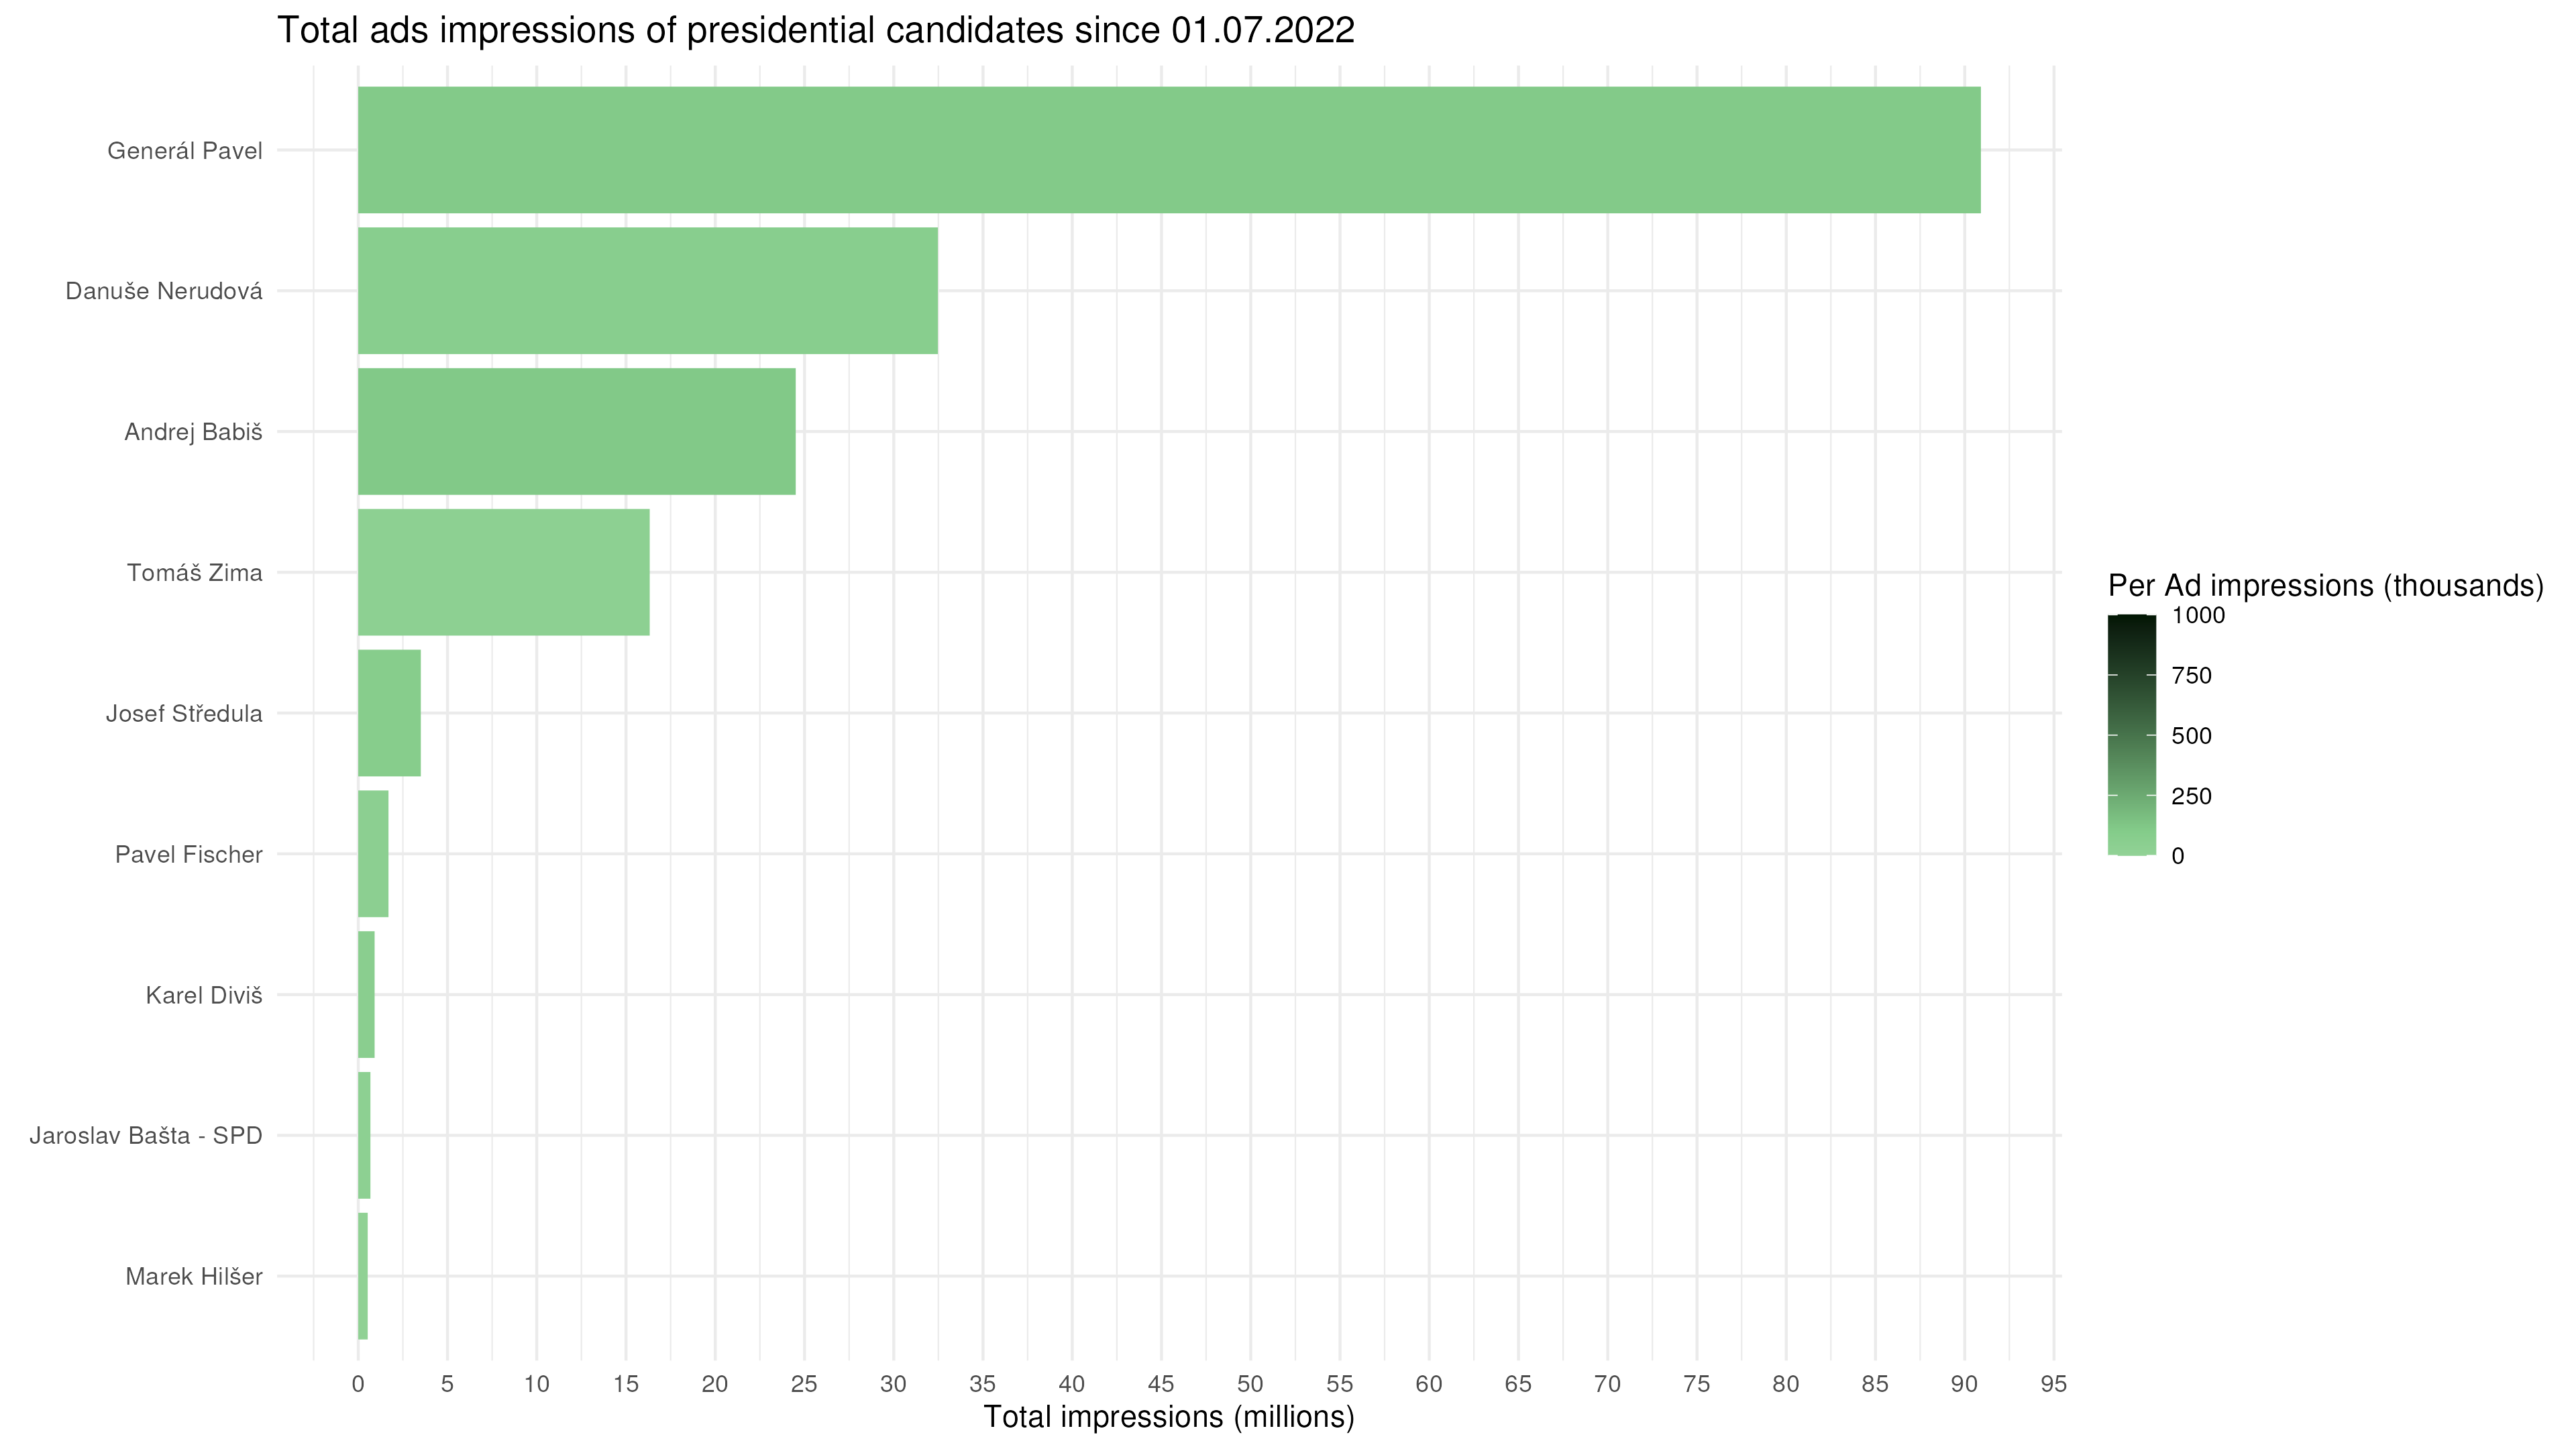 Total ads impressions of presidential candidates since 01.07.2022
Generál Pavel
Danuše Nerudová
Andrej Babiš
Tomáš Zima
Josef Středula
Pavel Fischer
Karel Diviš
Jaroslav Bašta - SPD
Marek Hilšer
0 5 10 15 20 25 30 35 40 45 50 55 60 65 70 75 80 85 90 95
Total impressions (millions)
Per Ad impressions (thousands)
1000
750
500
250
0